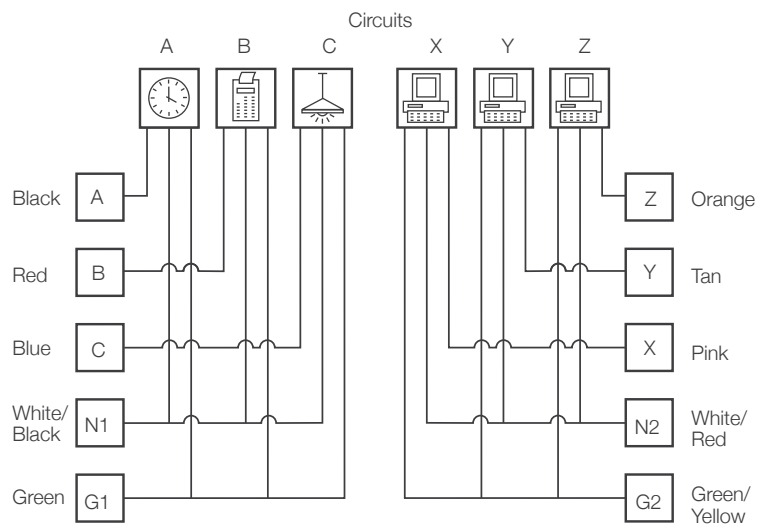 Circuits
A B C X Y Z
Black A Z Orange
Red B Y Tan
Blue C X Pink
White/
Black N1 N2 White/
Red
Green G1 G2 Green/
Yellow